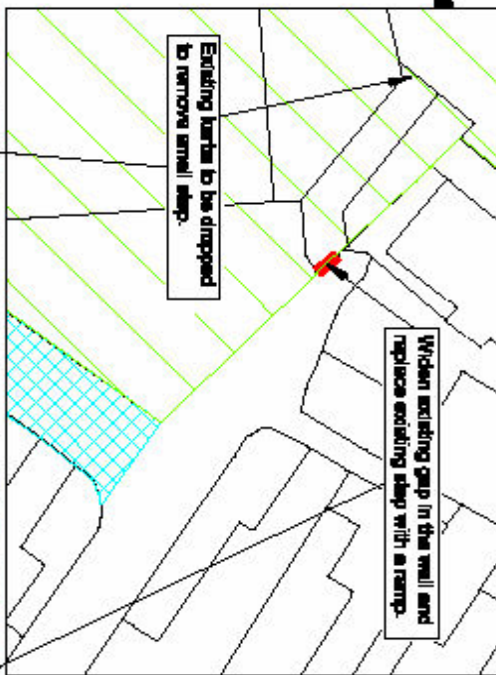 Existing kerbs to be dropped
to remove small step.
Widen existing gap in the wall and
replace existing step with a ramp.